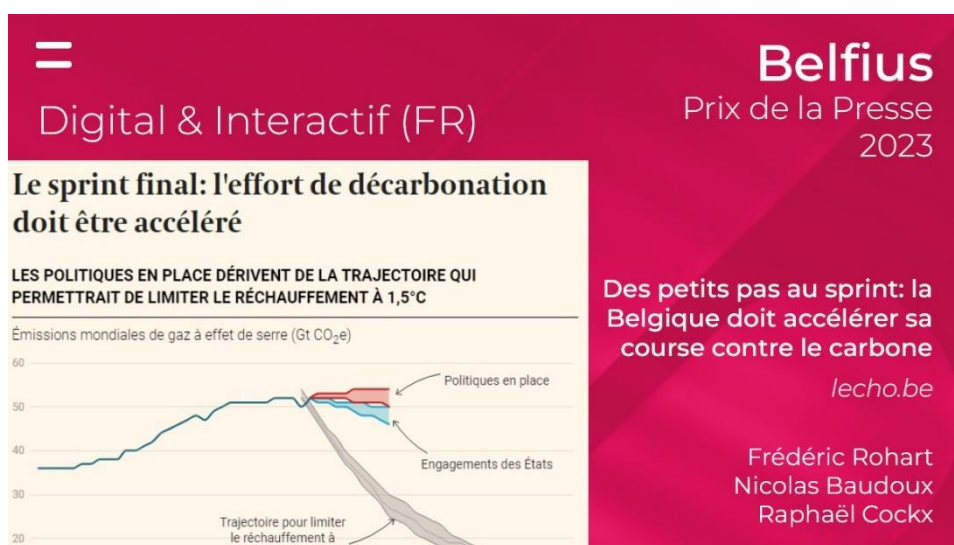 Digital & Interactif (FR)
Belfius
Prix de la Presse
2023
Le sprint final: l'effort de décarbonation
doit être accéléré
LES POLITIQUES EN PLACE DÉRIVENT DE LA TRAJECTOIRE QUI
PERMETTRAIT DE LIMITER LE RÉCHAUFFEMENT À 1,5°C
Émissions mondiales de gaz à effet de serre (Gt CO₂e)
60
50
40
30
20
Politiques en place
Engagements des États
Trajectoire pour limiter
le réchauffement à
Des petits pas au sprint: la
Belgique doit accélérer sa
course contre le carbone
lecho.be
Frédéric Rohart
Nicolas Baudoux
Raphaël Cockx